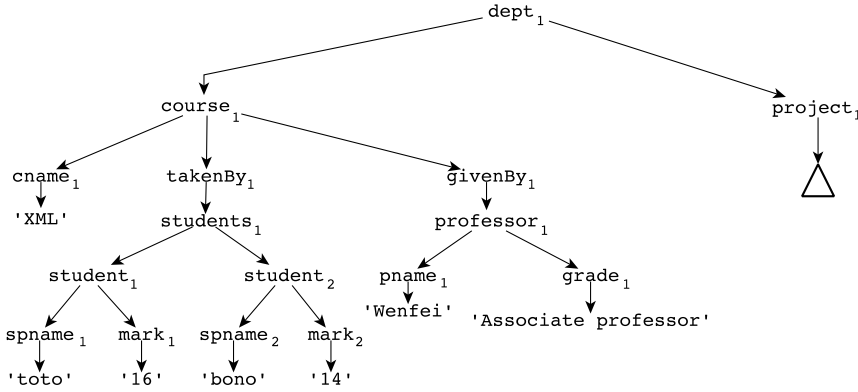 dept1
course1 project1
cname1 takenBy1 givenBy1
'XML' students1 professor1
student1 student2 pname1 grade1
'Wenfei' 'Associate professor'
spname1 mark1 spname2 mark2
'toto' '16' 'bono' '14'